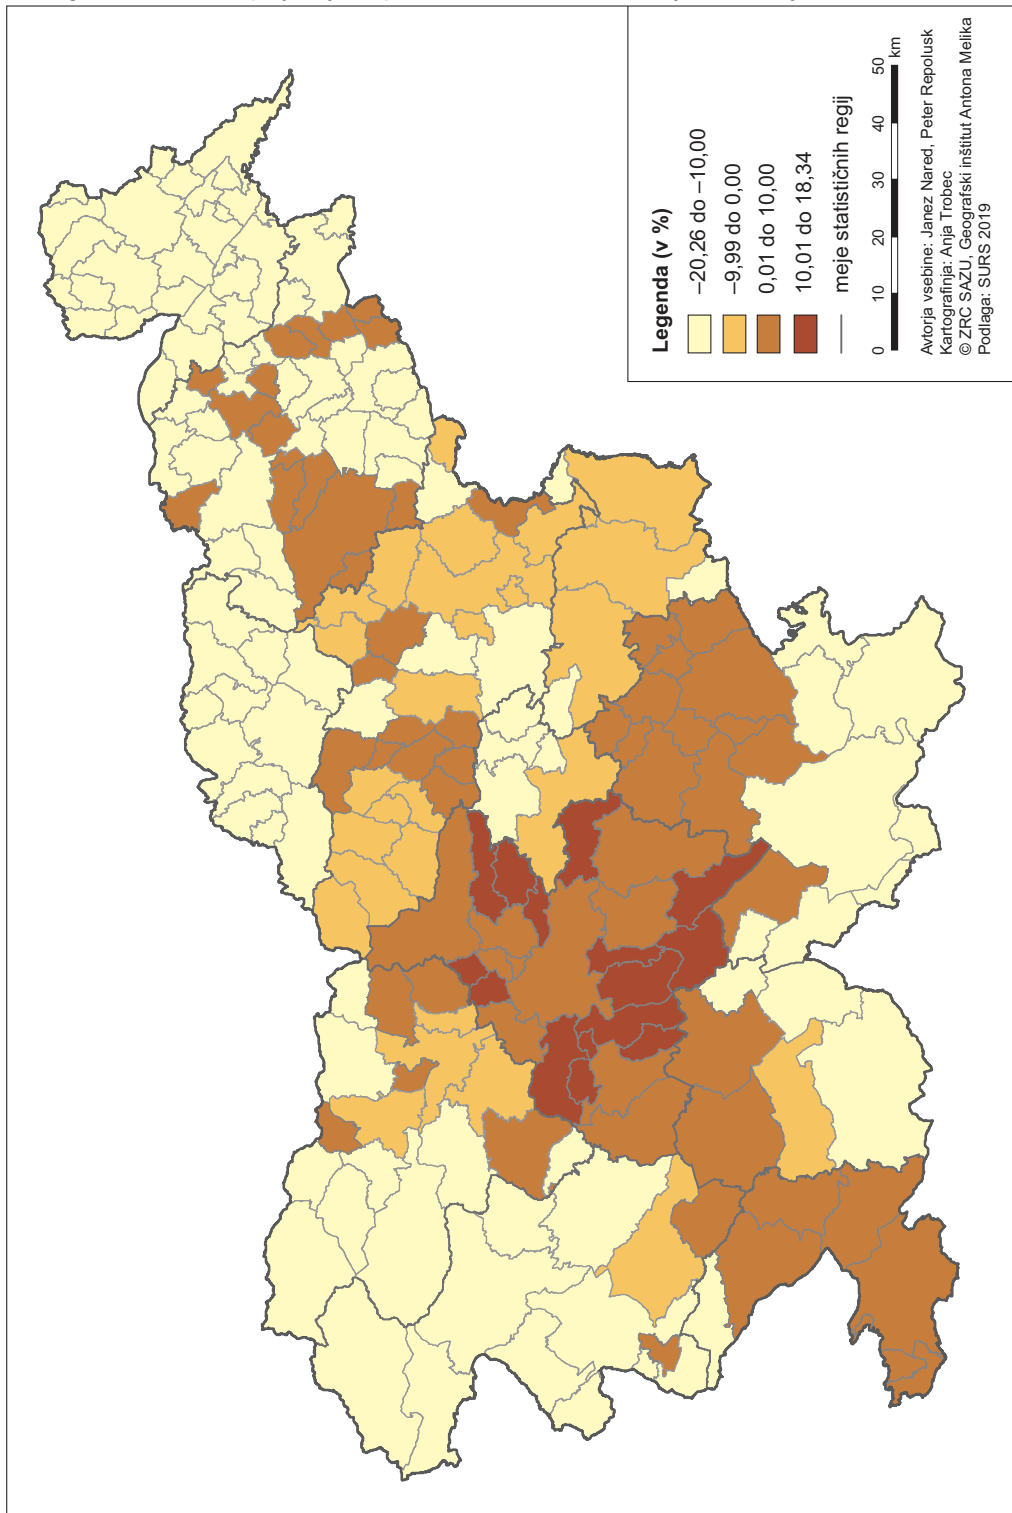 Legenda (v %)
–20,26 do –10,00
–9,99 do 0,00
0,01 do 10,00
10,01 do 18,34
meje statističnih regij
0 10 20 30 40 50
km
Avtorja vsebine: Janez Nared, Peter Repolusk
Kartografinja: Anja Trobec
© ZRC SAZU, Geografski inštitut Antona Melika
Podlaga: SURS 2019